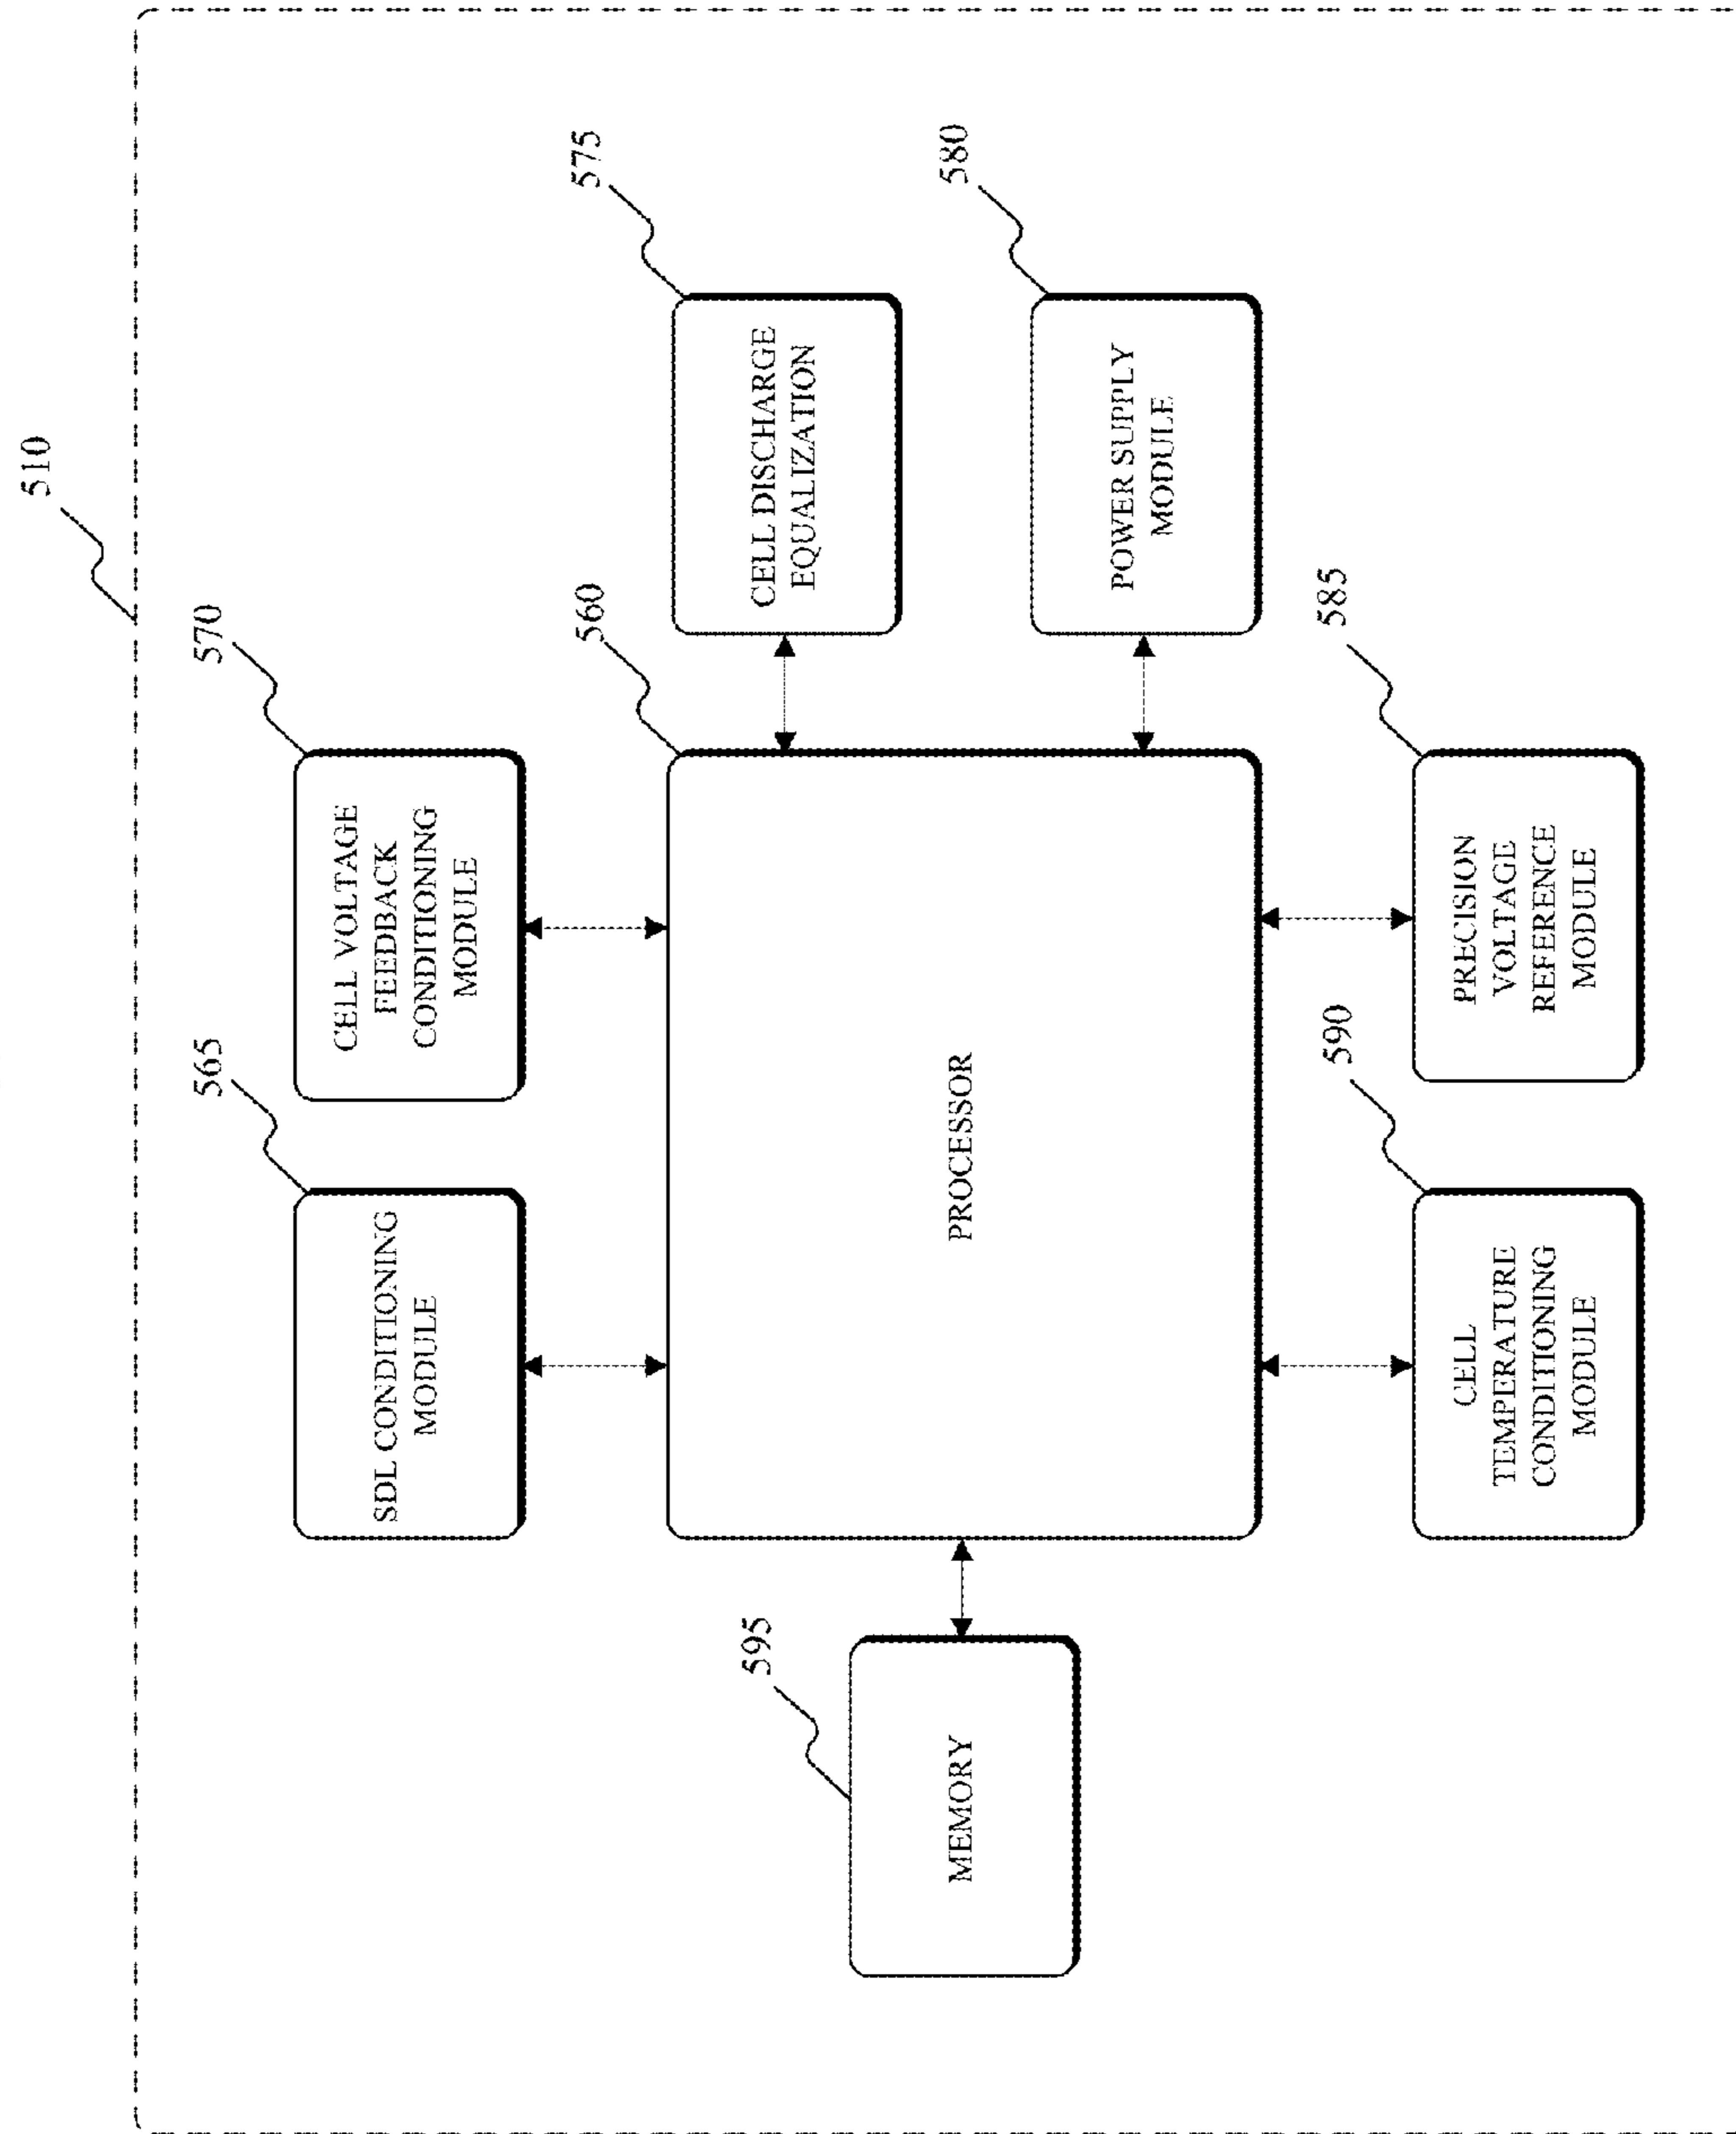 510
565
570
SDL CONDITIONING
MODULE
CELL VOLTAGE
FEEDBACK
CONDITIONING
MODULE
560
575
595
CELL DISCHARGE
EQUALIZATION
MEMORY
PROCESSOR
580
POWER SUPPLY
MODULE
590
585
CELL
TEMPERATURE
CONDITIONING
MODULE
PRECISION
VOLTAGE
REFERENCE
MODULE